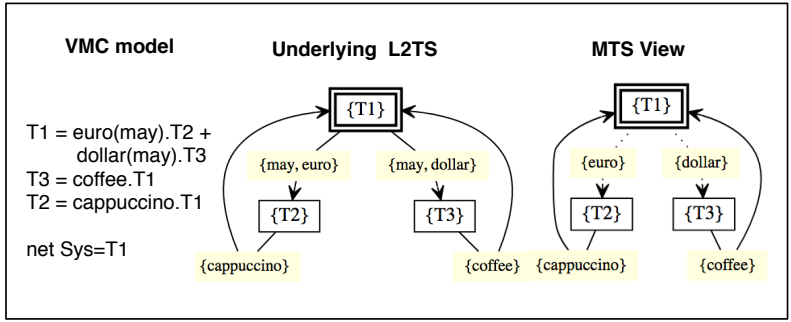 VMC model
T1 = euro(may).T2 +
dollar(may).T3
T3 = coffee.T1
T2 = cappuccino.T1
net Sys=T1
Underlying L2TS
{T1}
{may, euro} {may, dollar}
{T2} {T3}
{cappuccino} {coffee}
MTS View
{T1}
{euro} {dollar}
{T2} {T3}
{cappuccino} {coffee}